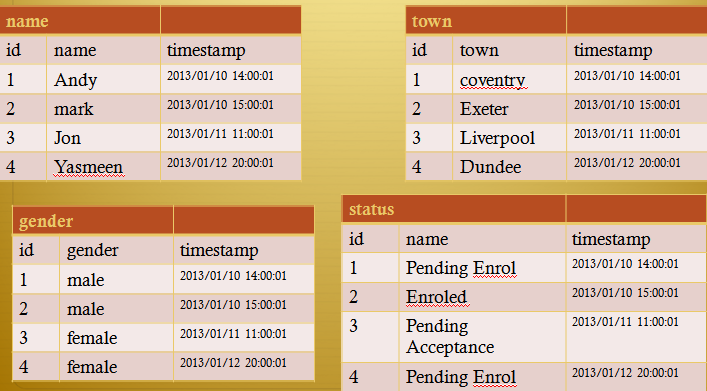 name
id name timestamp
1 Andy 2013/01/10 14:00:01
2 mark 2013/01/10 15:00:01
3 Jon 2013/01/11 11:00:01
4 Yasmeen 2013/01/12 20:00:01
town
id town timestamp
1 coventry 2013/01/10 14:00:01
2 Exeter 2013/01/10 15:00:01
3 Liverpool 2013/01/11 11:00:01
4 Dundee 2013/01/12 20:00:01
gender
id gender timestamp
1 male 2013/01/10 14:00:01
2 male 2013/01/10 15:00:01
3 female 2013/01/11 11:00:01
4 female 2013/01/12 20:00:01
status
id name timestamp
1 Pending Enrol 2013/01/10 14:00:01
2 Enroled 2013/01/10 15:00:01
3 Pending 2013/01/11 11:00:01
Acceptance
4 Pending Enrol 2013/01/12 20:00:01